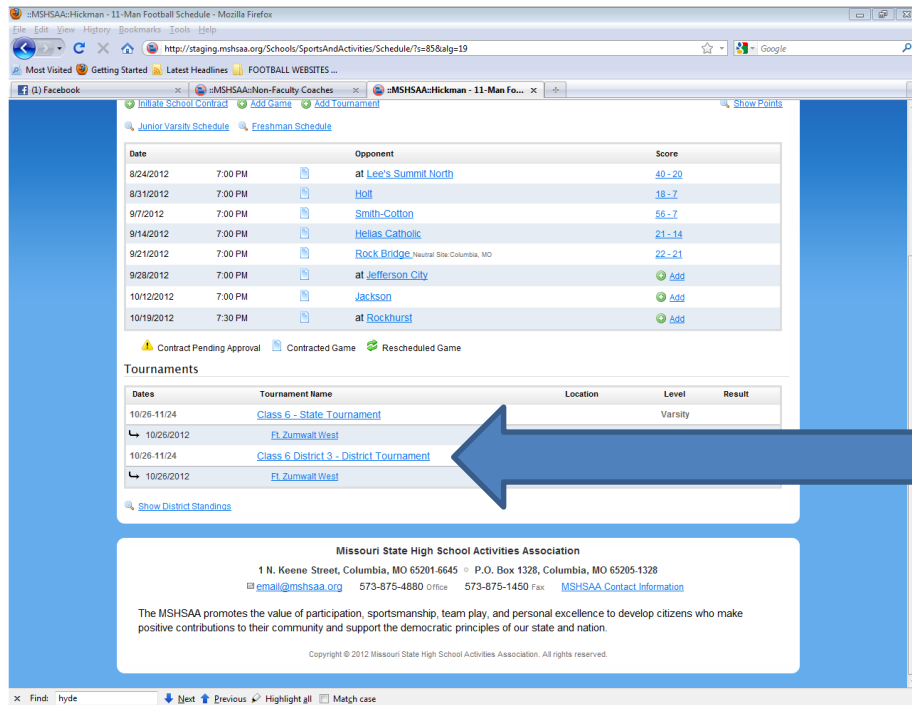 ::MSHSAA::Hickman - 11-Man Football Schedule - Mozilla Firefox
File Edit View History Bookmarks Tools Help
http://staging.mshsaa.org/Schools/SportsAndActivities/Schedule/?s=85&alg=19 Google
Most Visited Getting Started Latest Headlines FOOTBALL WEBSITES ...
(1) Facebook ::MSHSAA::Non-Faculty Coaches ::MSHSAA::Hickman - 11-Man Fo...
Initiate School Contract Add Game Add Tournament Show Points
Junior Varsity Schedule Freshman Schedule
Date Opponent Score
8/24/2012 7:00 PM at Lee's Summit North 40 - 20
8/31/2012 7:00 PM Holt 18 - 7
9/7/2012 7:00 PM Smith-Cotton 56 - 7
9/14/2012 7:00 PM Helias Catholic 21 - 14
9/21/2012 7:00 PM Rock Bridge Neutral Site:Columbia, MO 22 - 21
9/28/2012 7:00 PM at Jefferson City Add
10/12/2012 7:00 PM Jackson Add
10/19/2012 7:30 PM at Rockhurst Add
Contract Pending Approval Contracted Game Rescheduled Game
Tournaments
Dates Tournament Name Location Level Result
10/26-11/24 Class 6 - State Tournament Varsity
10/26/2012 Ft. Zumwalt West
10/26-11/24 Class 6 District 3 - District Tournament
10/26/2012 Ft. Zumwalt West
Show District Standings
Missouri State High School Activities Association
1 N. Keene Street, Columbia, MO 65201-6645 ○ P.O. Box 1328, Columbia, MO 65205-1328
email@mshsaa.org 573-875-4880 Office 573-875-1450 Fax MSHSAA Contact Information
The MSHSAA promotes the value of participation, sportsmanship, team play, and personal excellence to develop citizens who make
positive contributions to their community and support the democratic principles of our state and nation.
Copyright © 2012 Missouri State High School Activities Association. All rights reserved.
× Find: hyde Next Previous Highlight all Match case